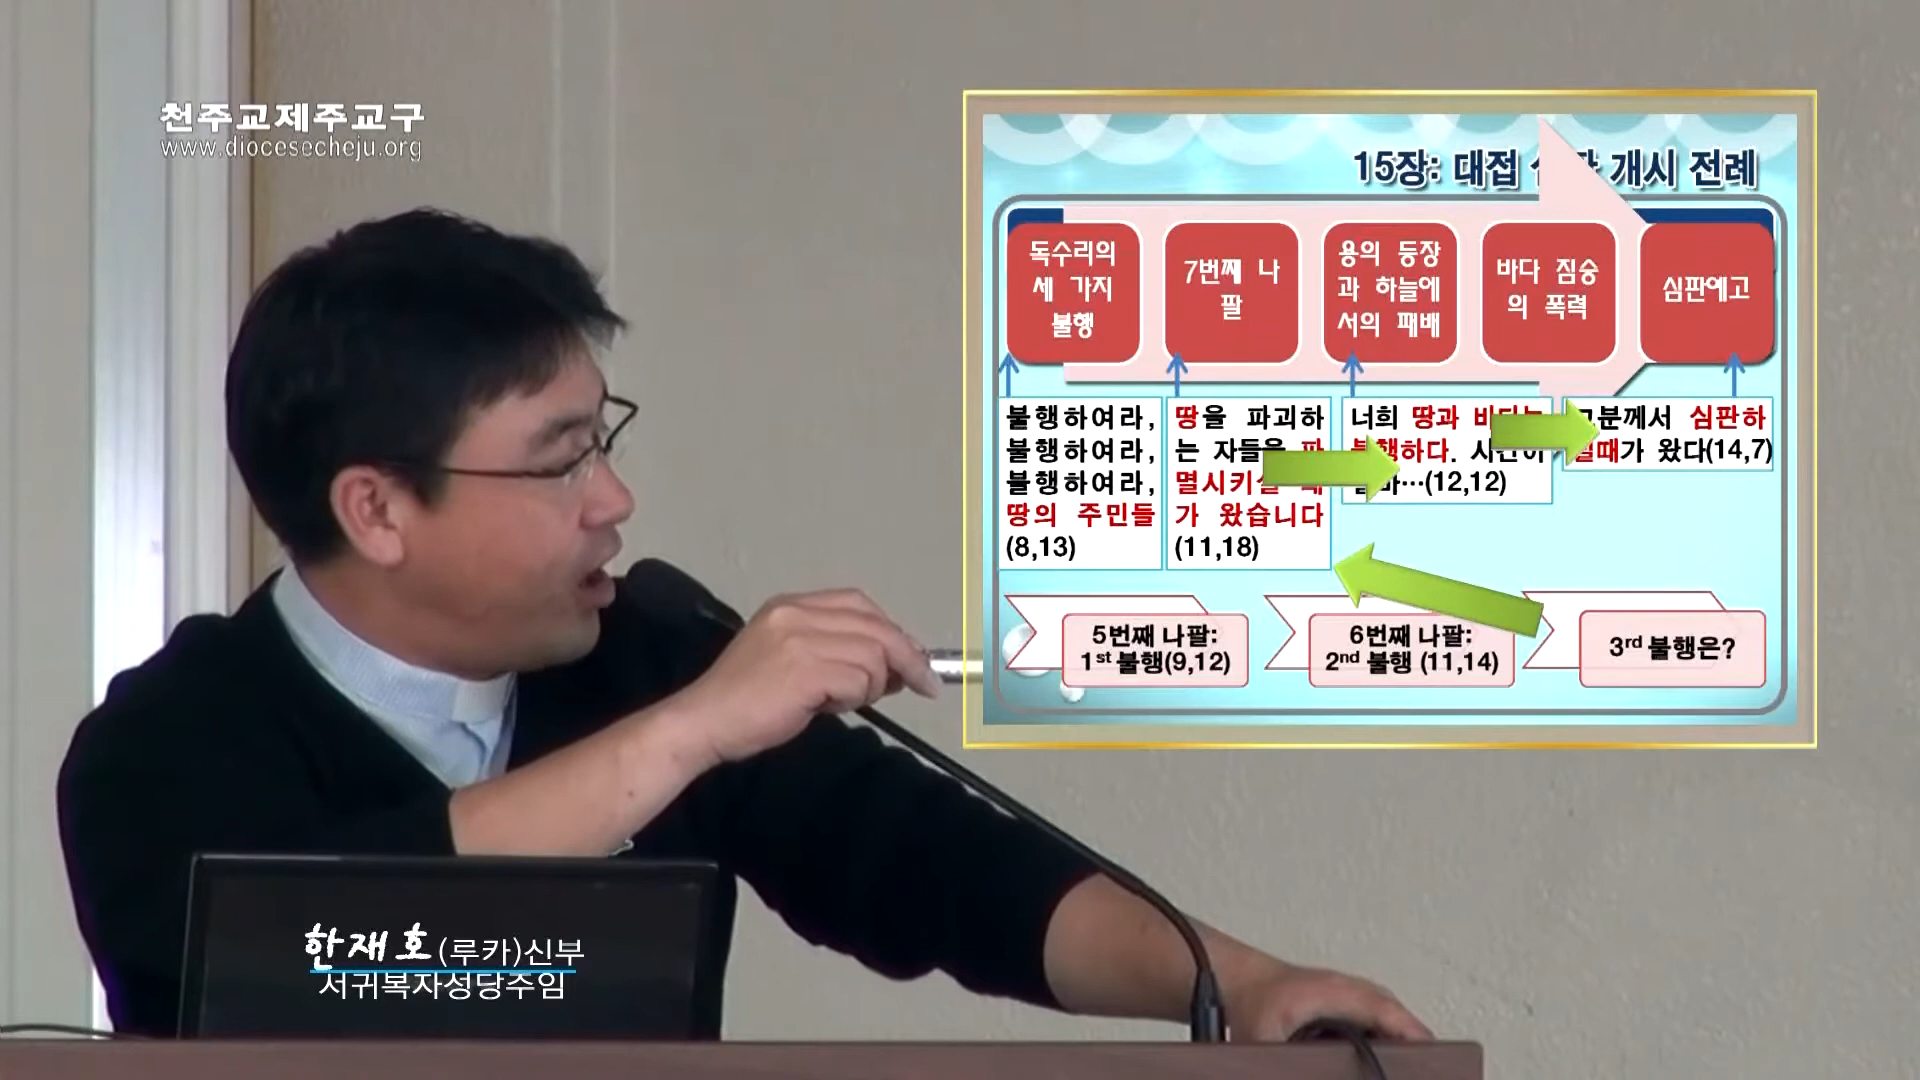 천주교제주교구
www.diocesecheju.org
15장: 대접 개시 전례
독수리의
세 가지
불행
7번째 나
팔
용의 등장
과 하늘에
서의 패배
바다 짐승
의 폭력
심판예고
불행하여라,
불행하여라,
불행하여라,
땅의 주민들
(8,13)
땅을 파괴하
는 자들을 파
멸시키실 때
가 왔습니다
(11,18)
너희 땅과
불행하다. 시간이
(12,12)
그분께서 심판하
실때가 왔다(14,7)
5번째 나팔:
1st 불행(9,12)
6번째 나팔:
2nd 불행 (11,14)
3rd 불행은?
한재호(루카)신부
서귀복자성당주임